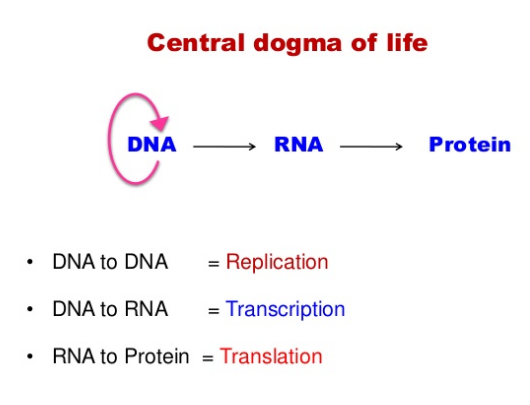 Central dogma of life
DNA RNA Protein
• DNA to DNA = Replication
• DNA to RNA = Transcription
• RNA to Protein = Translation